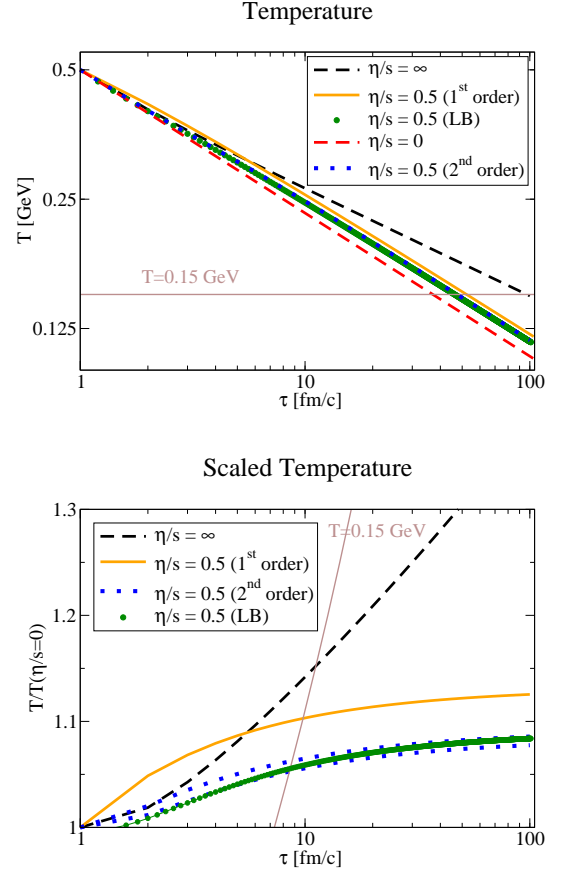 Temperature
η/s = ∞
η/s = 0.5 (1st order)
η/s = 0.5 (LB)
η/s = 0
η/s = 0.5 (2nd order)
0.5
0.25
0.125
T [GeV]
T=0.15 GeV
1
10
100
τ [fm/c]
Scaled Temperature
η/s = ∞
η/s = 0.5 (1st order)
η/s = 0.5 (2nd order)
η/s = 0.5 (LB)
T=0.15 GeV
1.3
1.2
1.1
1
T/T(η/s=0)
1
10
100
τ [fm/c]